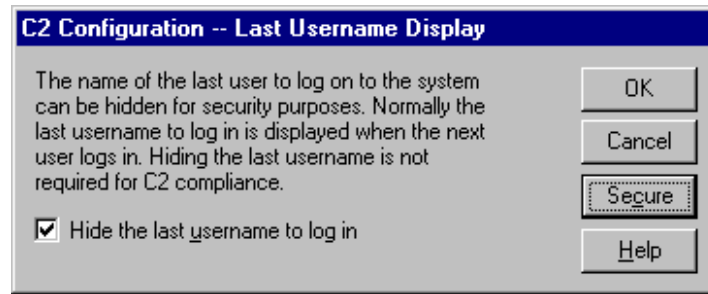 C2 Configuration -- Last Username Display
The name of the last user to log on to the system
can be hidden for security purposes. Normally the
last username to log in is displayed when the next
user logs in. Hiding the last username is not
required for C2 compliance.
Hide the last username to log in
OK
Cancel
Secure
Help